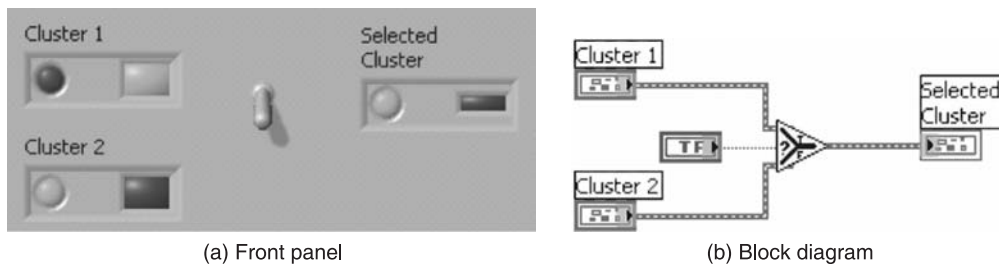 Cluster 1
Selected
Cluster
Cluster 2
(a) Front panel
Cluster 1
TF
?
T
F
Selected
Cluster
Cluster 2
(b) Block diagram